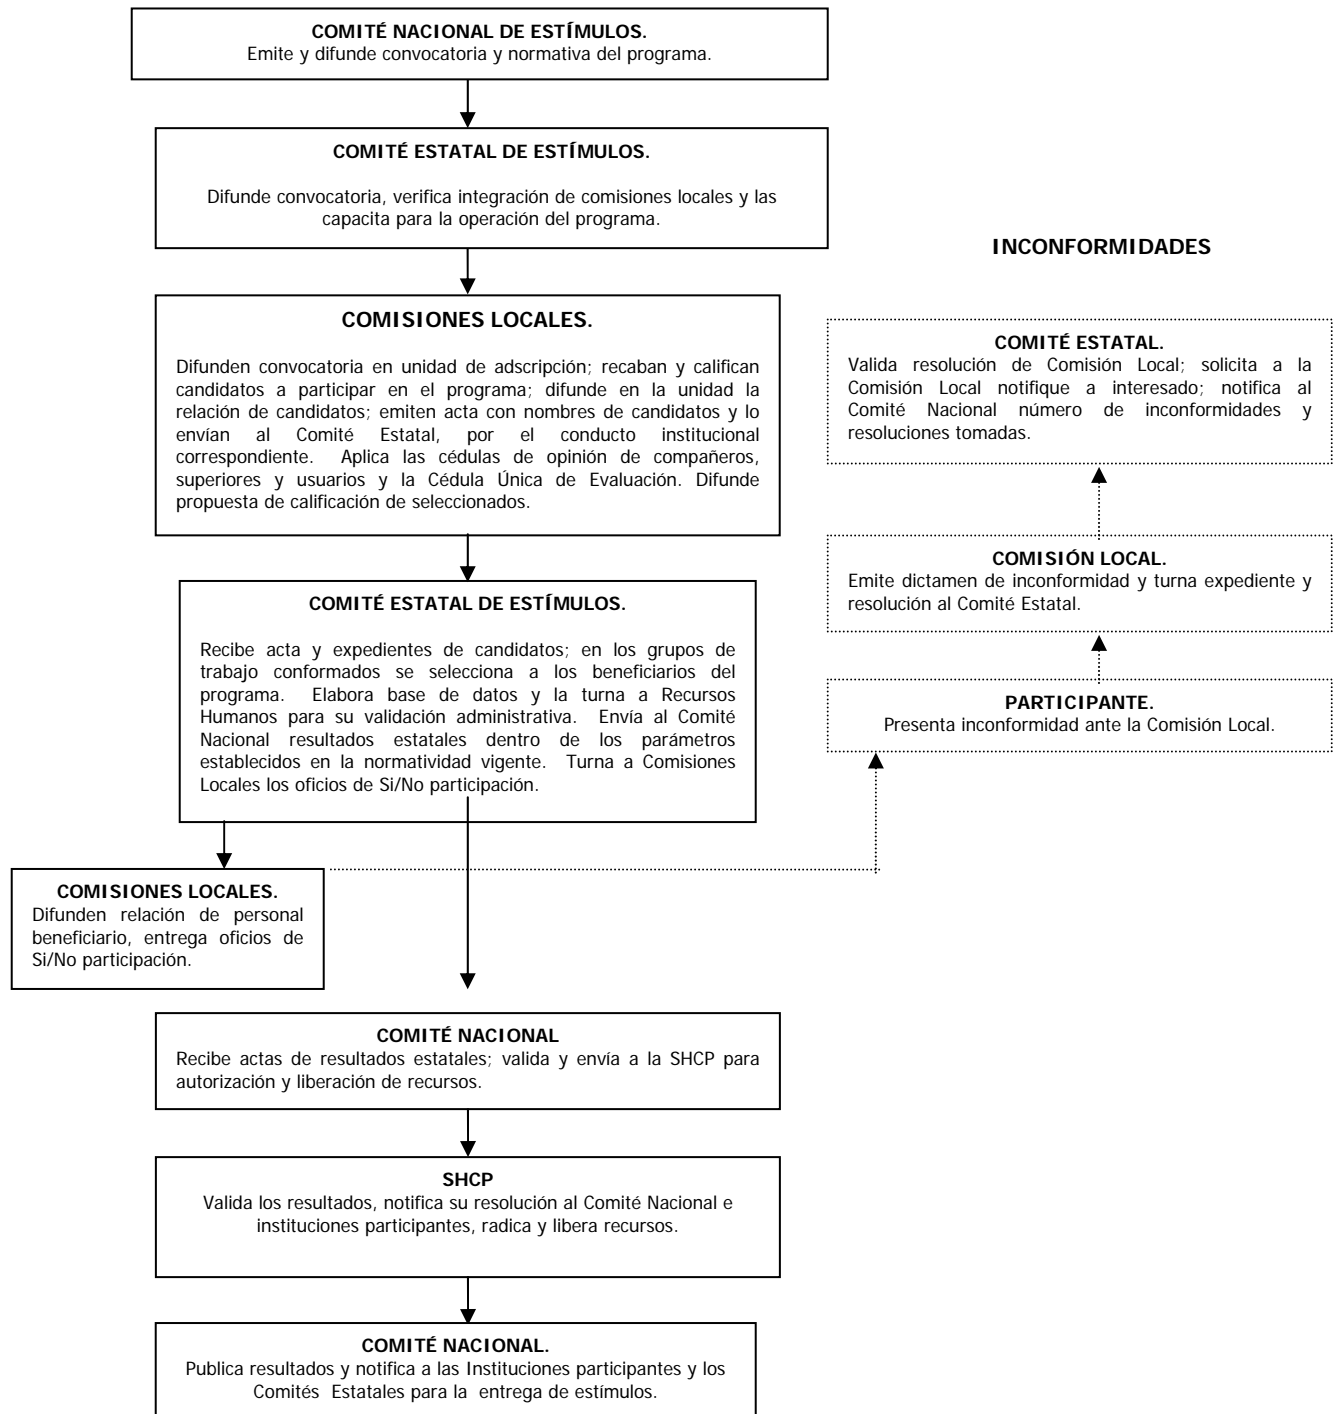 COMITÉ NACIONAL DE ESTÍMULOS.
Emite y difunde convocatoria y normativa del programa.
COMITÉ ESTATAL DE ESTÍMULOS.
Difunde convocatoria, verifica integración de comisiones locales y las
capacita para la operación del programa.
COMISIONES LOCALES.
Difunden convocatoria en unidad de adscripción; recaban y califican
candidatos a participar en el programa; difunde en la unidad la
relación de candidatos; emiten acta con nombres de candidatos y lo
envían al Comité Estatal, por el conducto institucional
correspondiente. Aplica las cédulas de opinión de compañeros,
superiores y usuarios y la Cédula Única de Evaluación. Difunde
propuesta de calificación de seleccionados.
COMITÉ ESTATAL DE ESTÍMULOS.
Recibe acta y expedientes de candidatos; en los grupos de
trabajo conformados se selecciona a los beneficiarios del
programa. Elabora base de datos y la turna a Recursos
Humanos para su validación administrativa. Envía al Comité
Nacional resultados estatales dentro de los parámetros
establecidos en la normatividad vigente. Turna a Comisiones
Locales los oficios de Si/No participación.
COMISIONES LOCALES.
Difunden relación de personal
beneficiario, entrega oficios de
Si/No participación.
INCONFORMIDADES
COMITÉ ESTATAL.
Valida resolución de Comisión Local; solicita a la
Comisión Local notifique a interesado; notifica al
Comité Nacional número de inconformidades y
resoluciones tomadas.
COMISIÓN LOCAL.
Emite dictamen de inconformidad y turna expediente y
resolución al Comité Estatal.
PARTICIPANTE.
Presenta inconformidad ante la Comisión Local.
COMITÉ NACIONAL
Recibe actas de resultados estatales; valida y envía a la SHCP para
autorización y liberación de recursos.
SHCP
Valida los resultados, notifica su resolución al Comité Nacional e
instituciones participantes, radica y libera recursos.
COMITÉ NACIONAL.
Publica resultados y notifica a las Instituciones participantes y los
Comités Estatales para la entrega de estímulos.